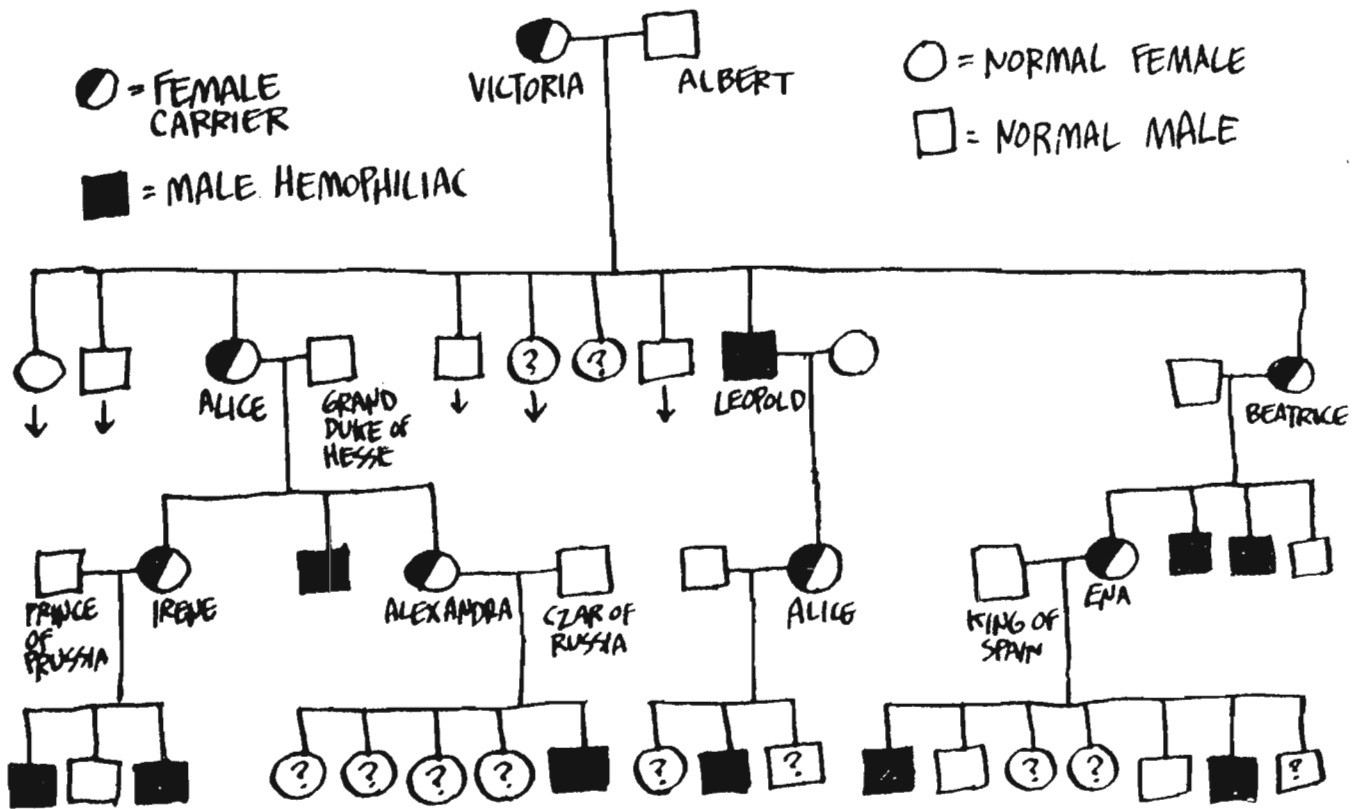 VICTORIA
ALBERT
= FEMALE
CARRIER
= MALE HEMOPHILIAC
= NORMAL FEMALE
= NORMAL MALE
? ?
ALICE
GRAND
DUKE OF
HESSE
LEOPOLD
BEATRICE
PRINCE
OF
PRUSSIA
IRENE
ALEXANDRA
CZAR OF
RUSSIA
ALICE
KING OF
SPAIN
ENA
? ? ? ? ? ? ? ? ?